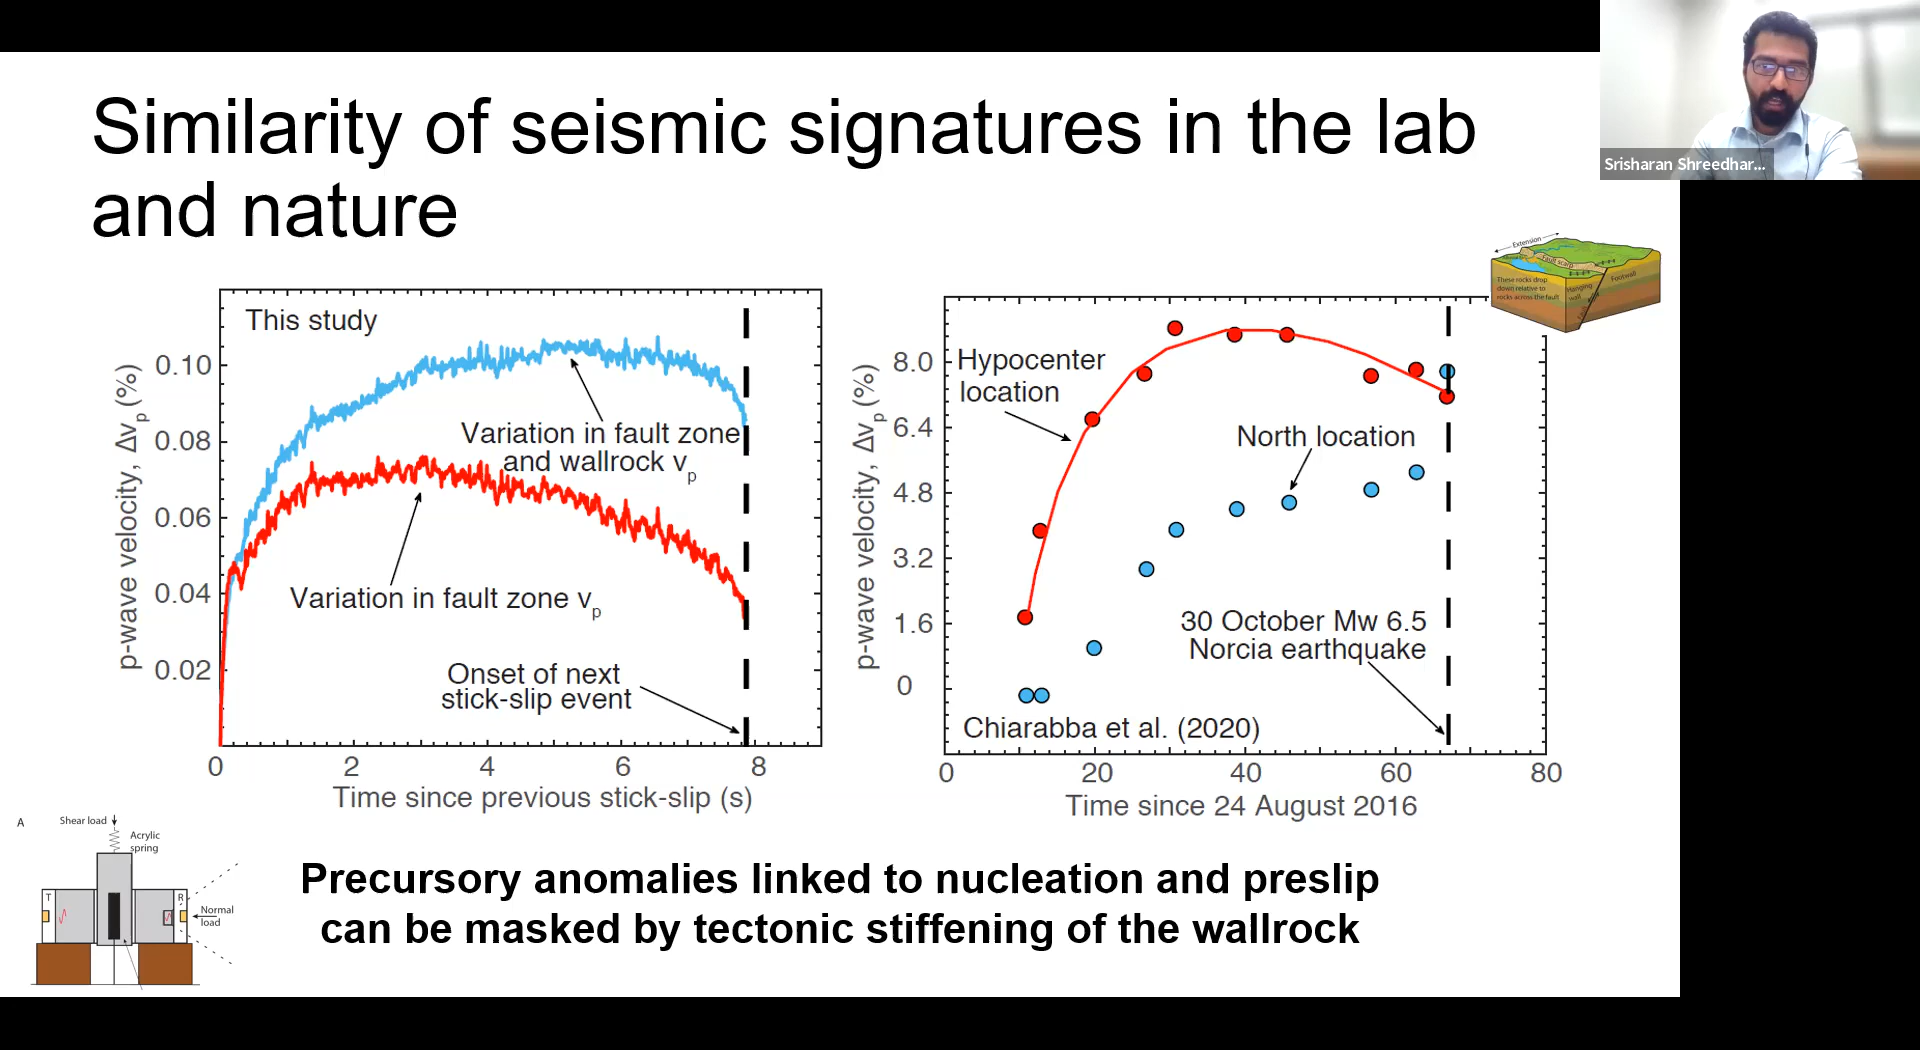 Srisharan Shreedhar...
Similarity of seismic signatures in the lab
and nature
Extension
Fault scarp
These rocks drop
down relative to
rocks across the fault
Hanging
wall
Footwall
This study
p-wave velocity, Δvp (%)
0.10
0.08
0.06
0.04
0.02
Variation in fault zone
and wallrock vp
Variation in fault zone vp
Onset of next
stick-slip event
0 2 4 6 8
Time since previous stick-slip (s)
p-wave velocity, Δvp (%)
8.0
6.4
4.8
3.2
1.6
0
Hypocenter
location
North location
30 October Mw 6.5
Norcia earthquake
Chiarabba et al. (2020)
0 20 40 60 80
Time since 24 August 2016
A
Shear load
Acrylic
spring
T
R
Normal
load
Precursory anomalies linked to nucleation and preslip
can be masked by tectonic stiffening of the wallrock